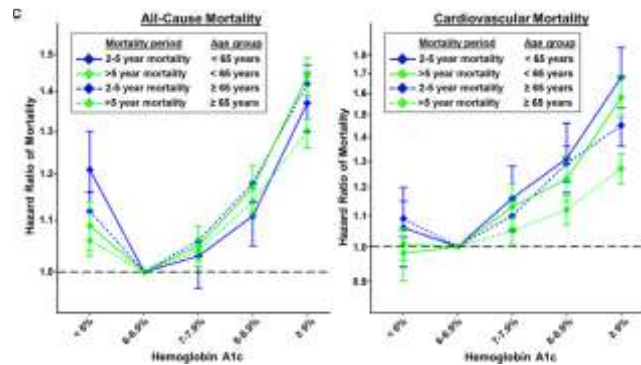 C
All-Cause Mortality
Mortality period Age group
2-5 year mortality < 65 years
>5 year mortality < 65 years
2-5 year mortality ≥ 65 years
>5 year mortality ≥ 65 years
Hazard Ratio of Mortality
1.5
1.4
1.3
1.2
1.1
1.0
< 6%
6-6.9%
7-7.9%
8-8.9%
≥ 9%
Hemoglobin A1c
Cardiovascular Mortality
Mortality period Age group
2-5 year mortality < 65 years
>5 year mortality < 65 years
2-5 year mortality ≥ 65 years
>5 year mortality ≥ 65 years
Hazard Ratio of Mortality
1.8
1.7
1.6
1.5
1.4
1.3
1.2
1.1
1.0
0.9
< 6%
6-6.9%
7-7.9%
8-8.9%
≥ 9%
Hemoglobin A1c